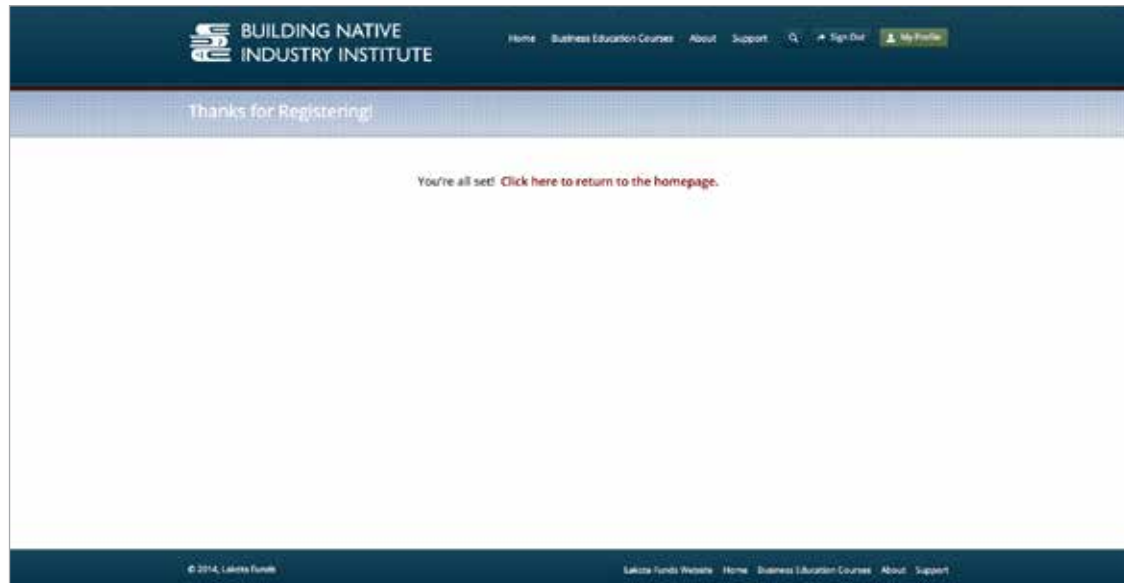 BUILDING NATIVE
INDUSTRY INSTITUTE
Home Business Education Courses About Support Sign Out My Profile
Thanks for Registering!
You're all set! Click here to return to the homepage.
© 2014, Lakota Funds
Lakota Funds Website Home Business Education Courses About Support